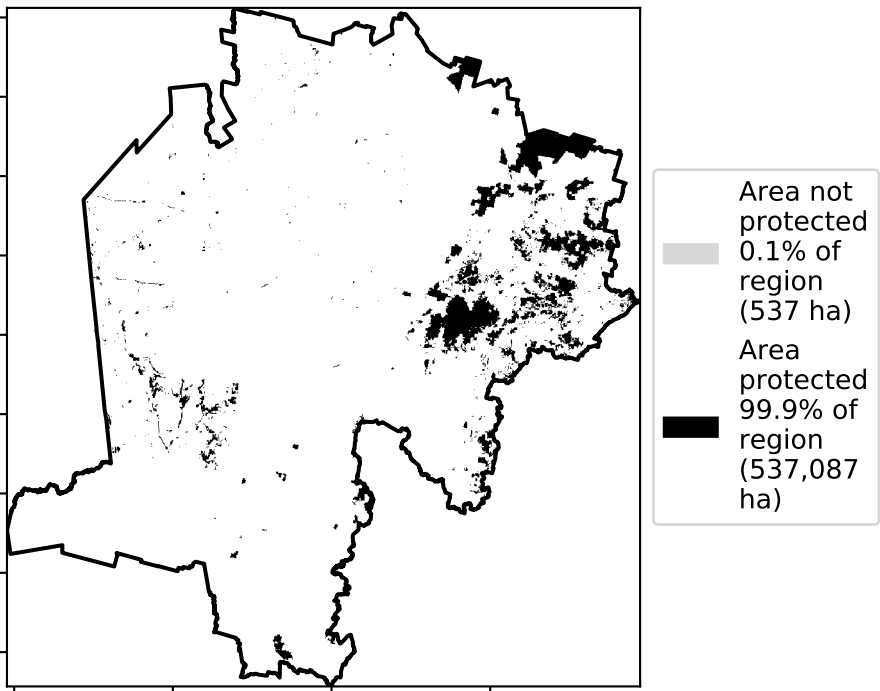 Area not
protected
0.1% of
region
(537 ha)
Area
protected
99.9% of
region
(537,087
ha)